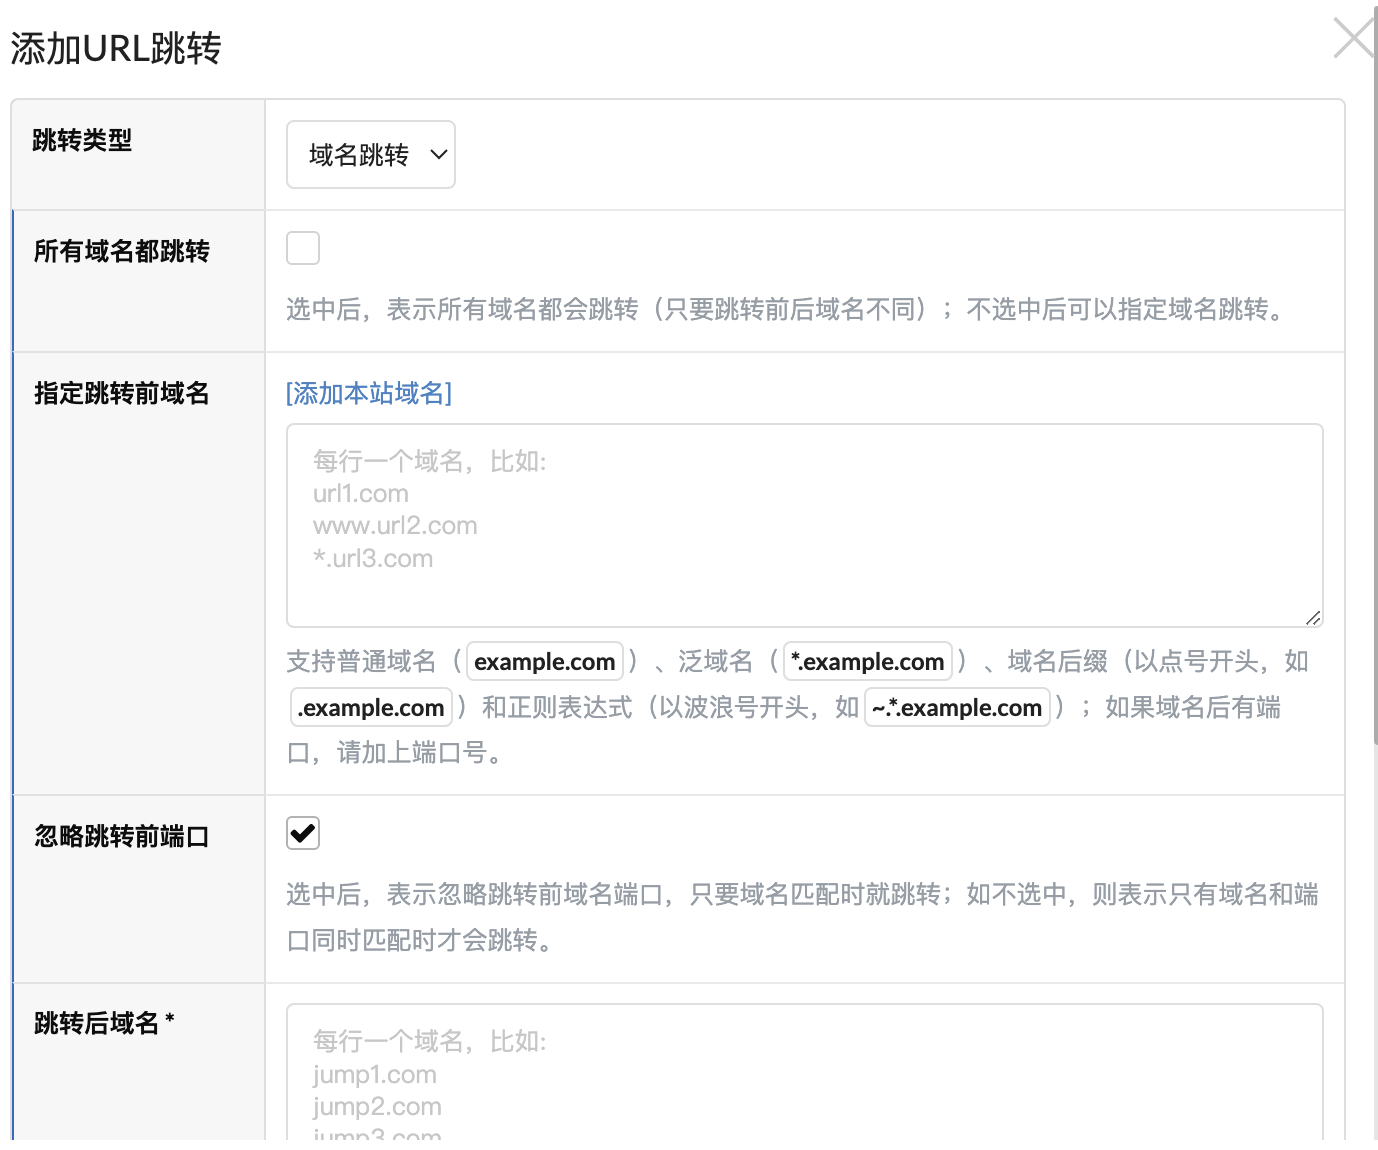 添加URL跳转
跳转类型
域名跳转
所有域名都跳转
选中后，表示所有域名都会跳转（只要跳转前后域名不同）；不选中后可以指定域名跳转。
指定跳转前域名
[添加本站域名]
每行一个域名，比如:
url1.com
www.url2.com
*.url3.com
支持普通域名（ example.com ）、泛域名（ *.example.com ）、域名后缀（以点号开头，如
.example.com ）和正则表达式（以波浪号开头，如 ~.*.example.com ）；如果域名后有端
口，请加上端口号。
忽略跳转前端口
选中后，表示忽略跳转前域名端口，只要域名匹配时就跳转；如不选中，则表示只有域名和端
口同时匹配时才会跳转。
跳转后域名 *
每行一个域名，比如:
jump1.com
jump2.com
jump3.com